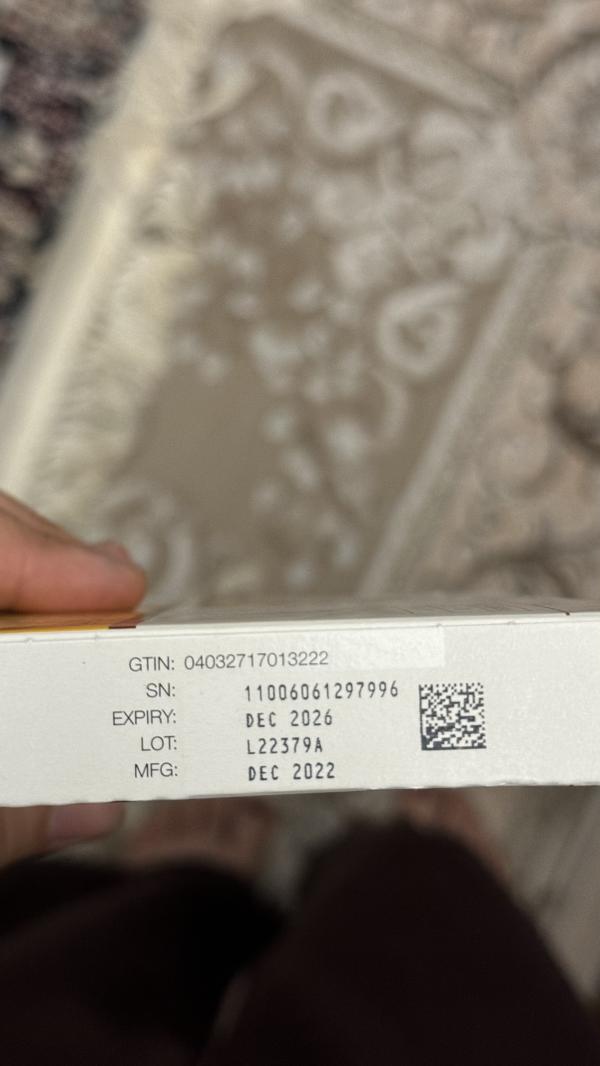 GTIN: 04032717013222
SN: 11006061297996
EXPIRY: DEC 2026
LOT: L22379A
MFG: DEC 2022